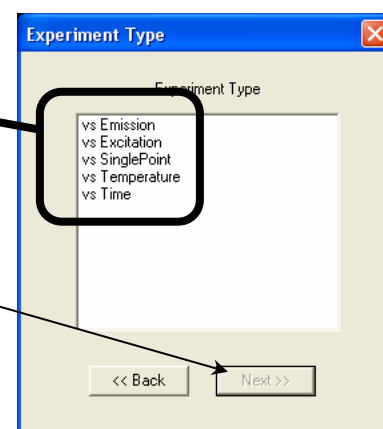 Experiment Type
Experiment Type
vs Emission
vs Excitation
vs SinglePoint
vs Temperature
vs Time
<< Back
Next >>